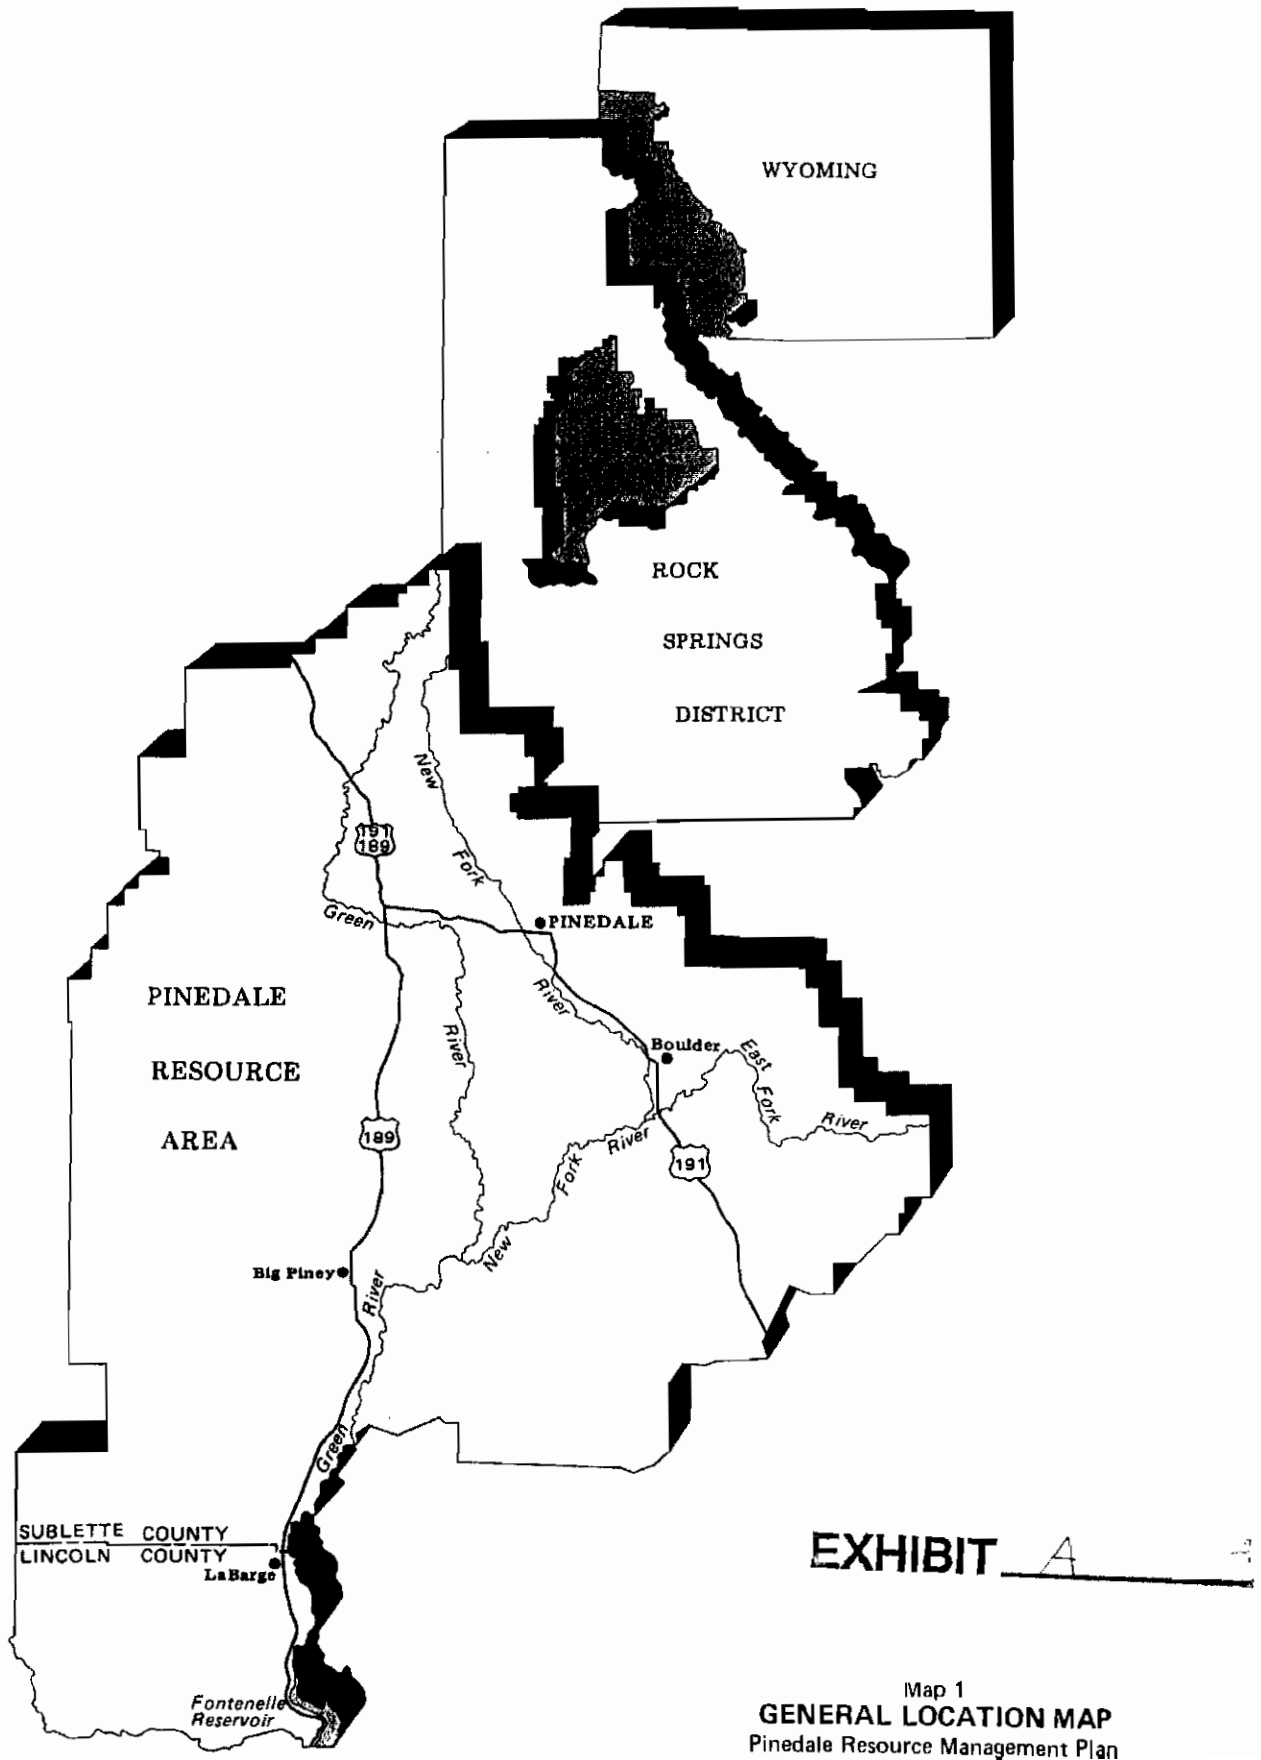 WYOMING
ROCK
SPRINGS
DISTRICT
New
Fork
River
191
189
Green
River
PINEDALE
PINEDALE
RESOURCE
AREA
Boulder
East
Fork
River
189
191
River
Fork
New
Big Piney
River
Green
SUBLETTE COUNTY
LINCOLN COUNTY
LaBarge
Fontenelle
Reservoir
EXHIBIT A
Map 1
GENERAL LOCATION MAP
Pinedale Resource Management Plan